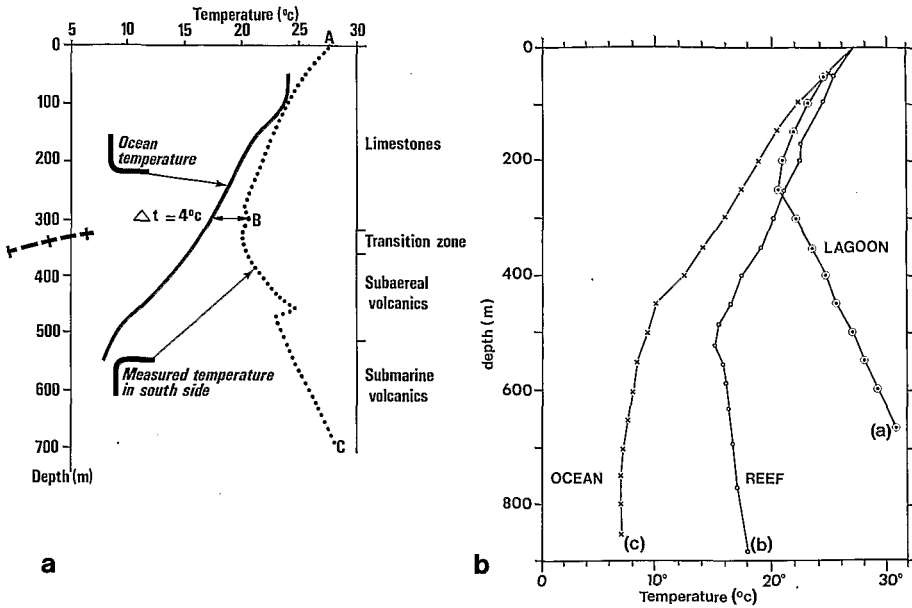 Temperature (°c)
5 10 15 20 25 30
A
0
100
200
300
400
500
600
700
Depth (m)
Ocean
temperature
Δt = 4°c
B
Measured temperature
in south side
C
Limestones
Transition zone
Subaereal
volcanics
Submarine
volcanics
a
0
200
400
600
800
depth (m)
LAGOON
(a)
OCEAN
REEF
(c)
(b)
0 10° 20° 30°
Temperature (°c)
b